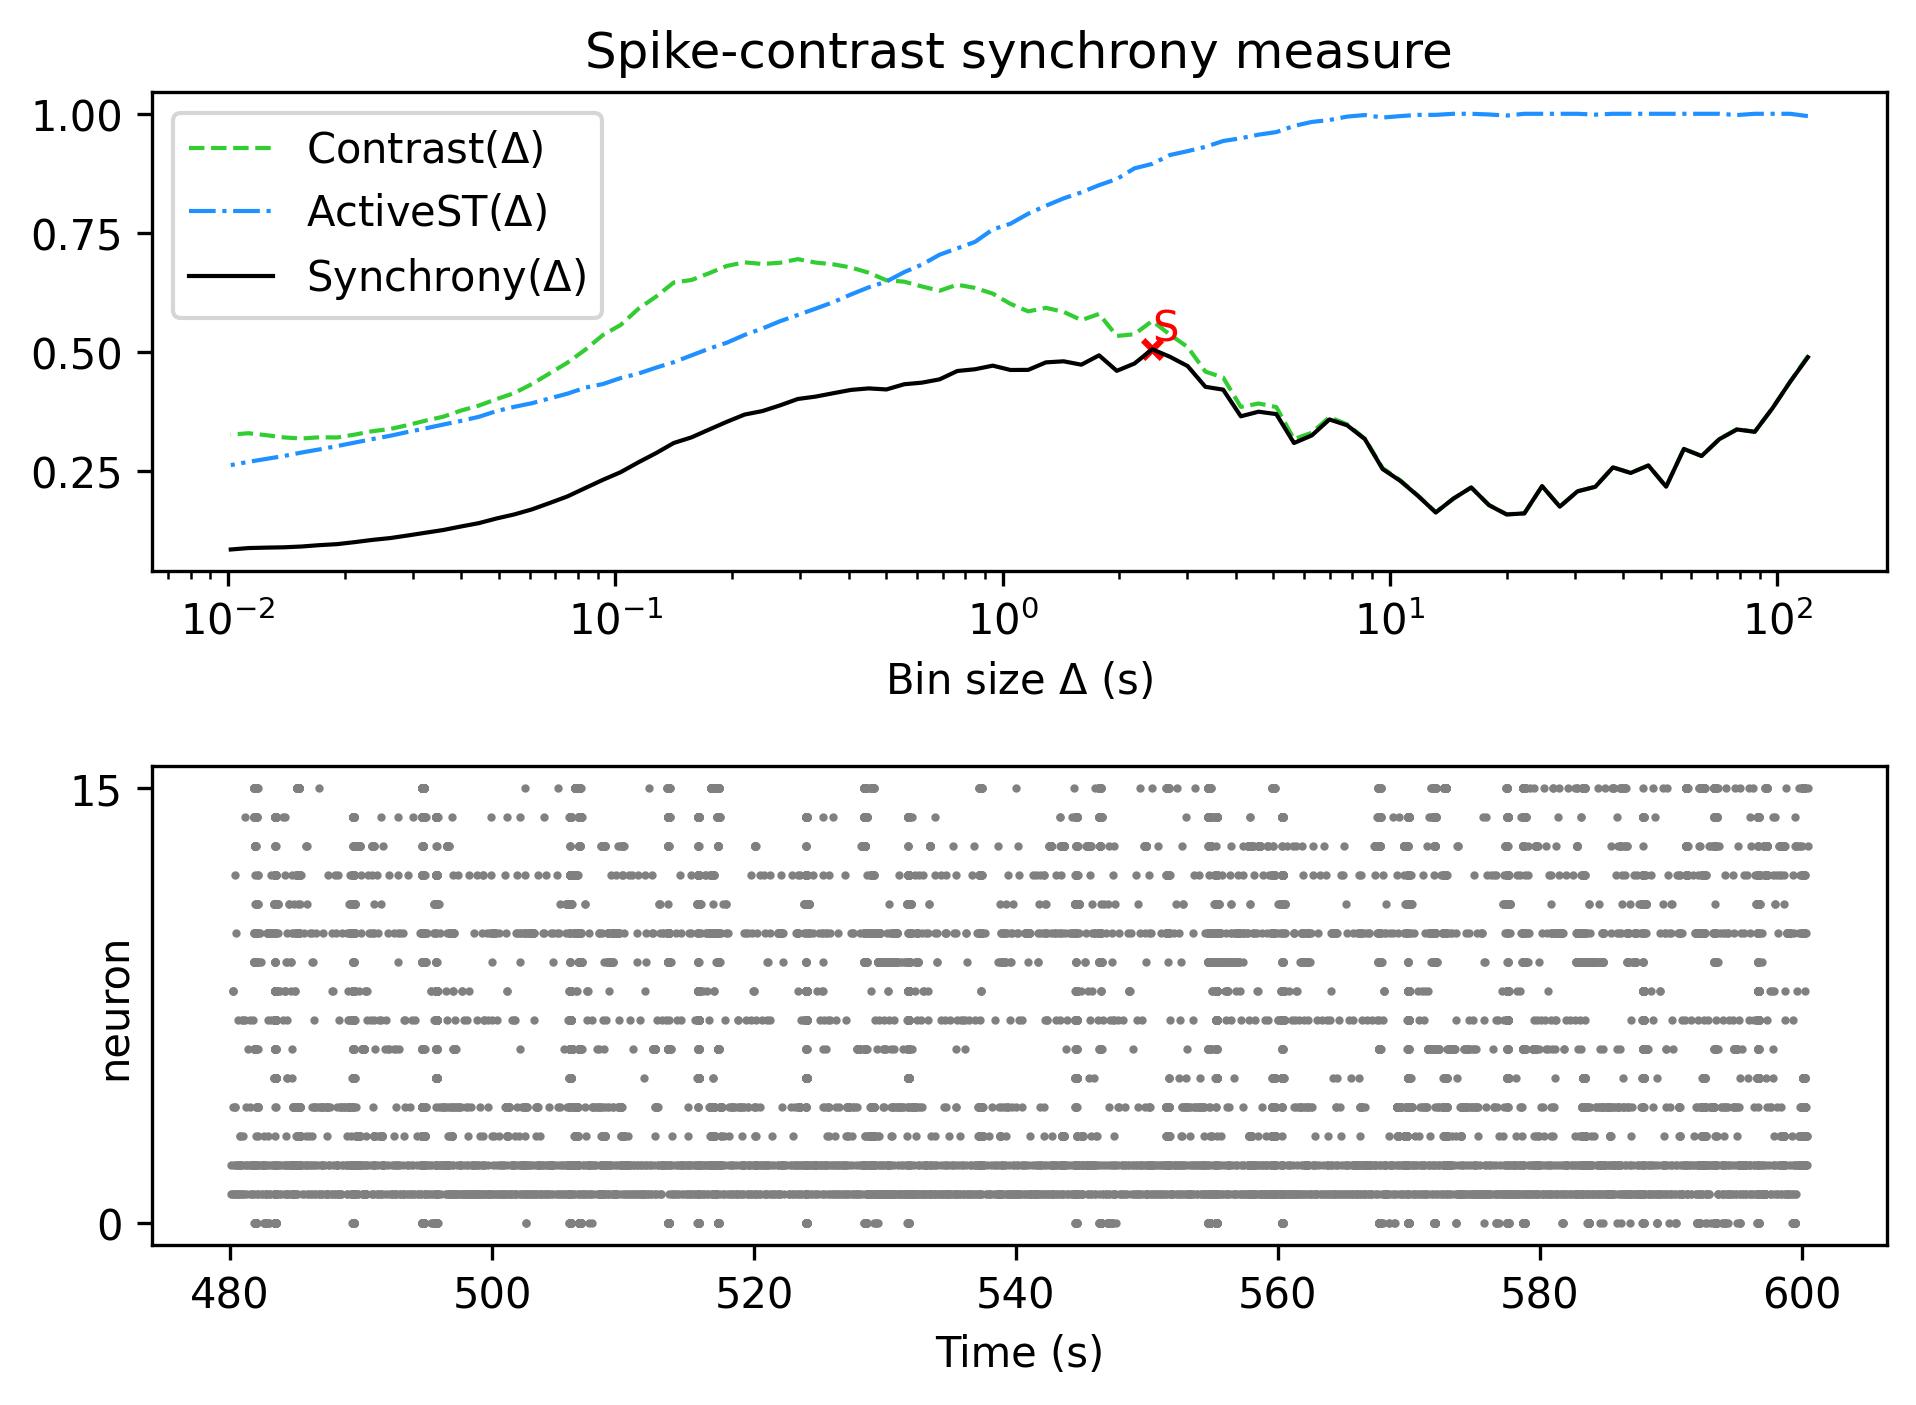 Spike-contrast synchrony measure
1.00
0.75
0.50
0.25
Contrast(Δ)
ActiveST(Δ)
Synchrony(Δ)
S
10⁻² 10⁻¹ 10⁰ 10¹ 10²
Bin size Δ (s)
15
0
neuron
480 500 520 540 560 580 600
Time (s)